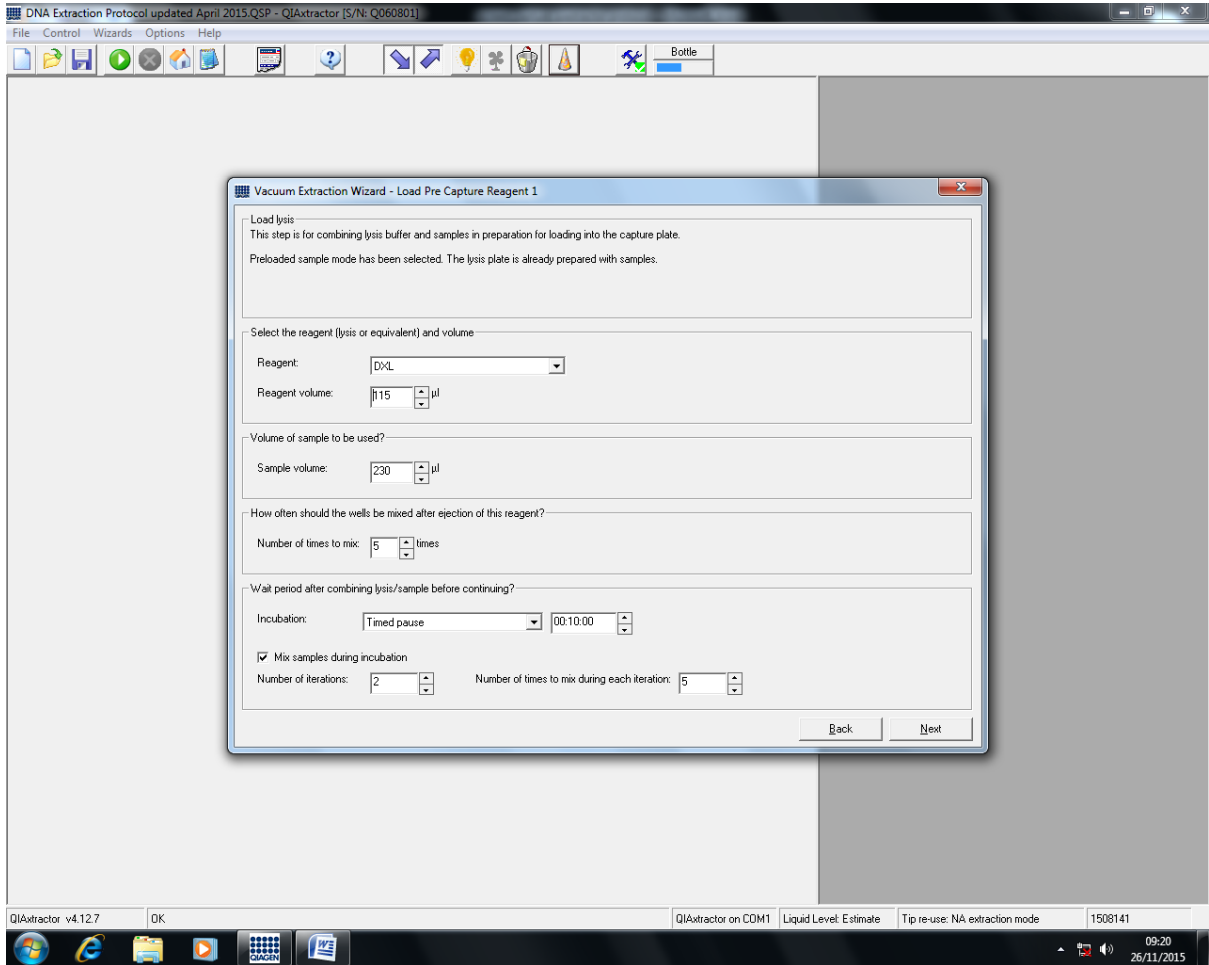 DNA Extraction Protocol updated April 2015.QSP - QIAxtractor [S/N: Q060801]
File Control Wizards Options Help
Bottle
Vacuum Extraction Wizard - Load Pre Capture Reagent 1
Load lysis
This step is for combining lysis buffer and samples in preparation for loading into the capture plate.
Preloaded sample mode has been selected. The lysis plate is already prepared with samples.
Select the reagent (lysis or equivalent) and volume
Reagent: DXL
Reagent volume: 115 µl
Volume of sample to be used?
Sample volume: 230 µl
How often should the wells be mixed after ejection of this reagent?
Number of times to mix: 5 times
Wait period after combining lysis/sample before continuing?
Incubation: Timed pause 00:10:00
Mix samples during incubation
Number of iterations: 2 Number of times to mix during each iteration: 5
Back Next
QIAxtractor v4.12.7 OK QIAxtractor on COM1 Liquid Level: Estimate Tip re-use: NA extraction mode 1508141
QIAGEN
09:20
26/11/2015